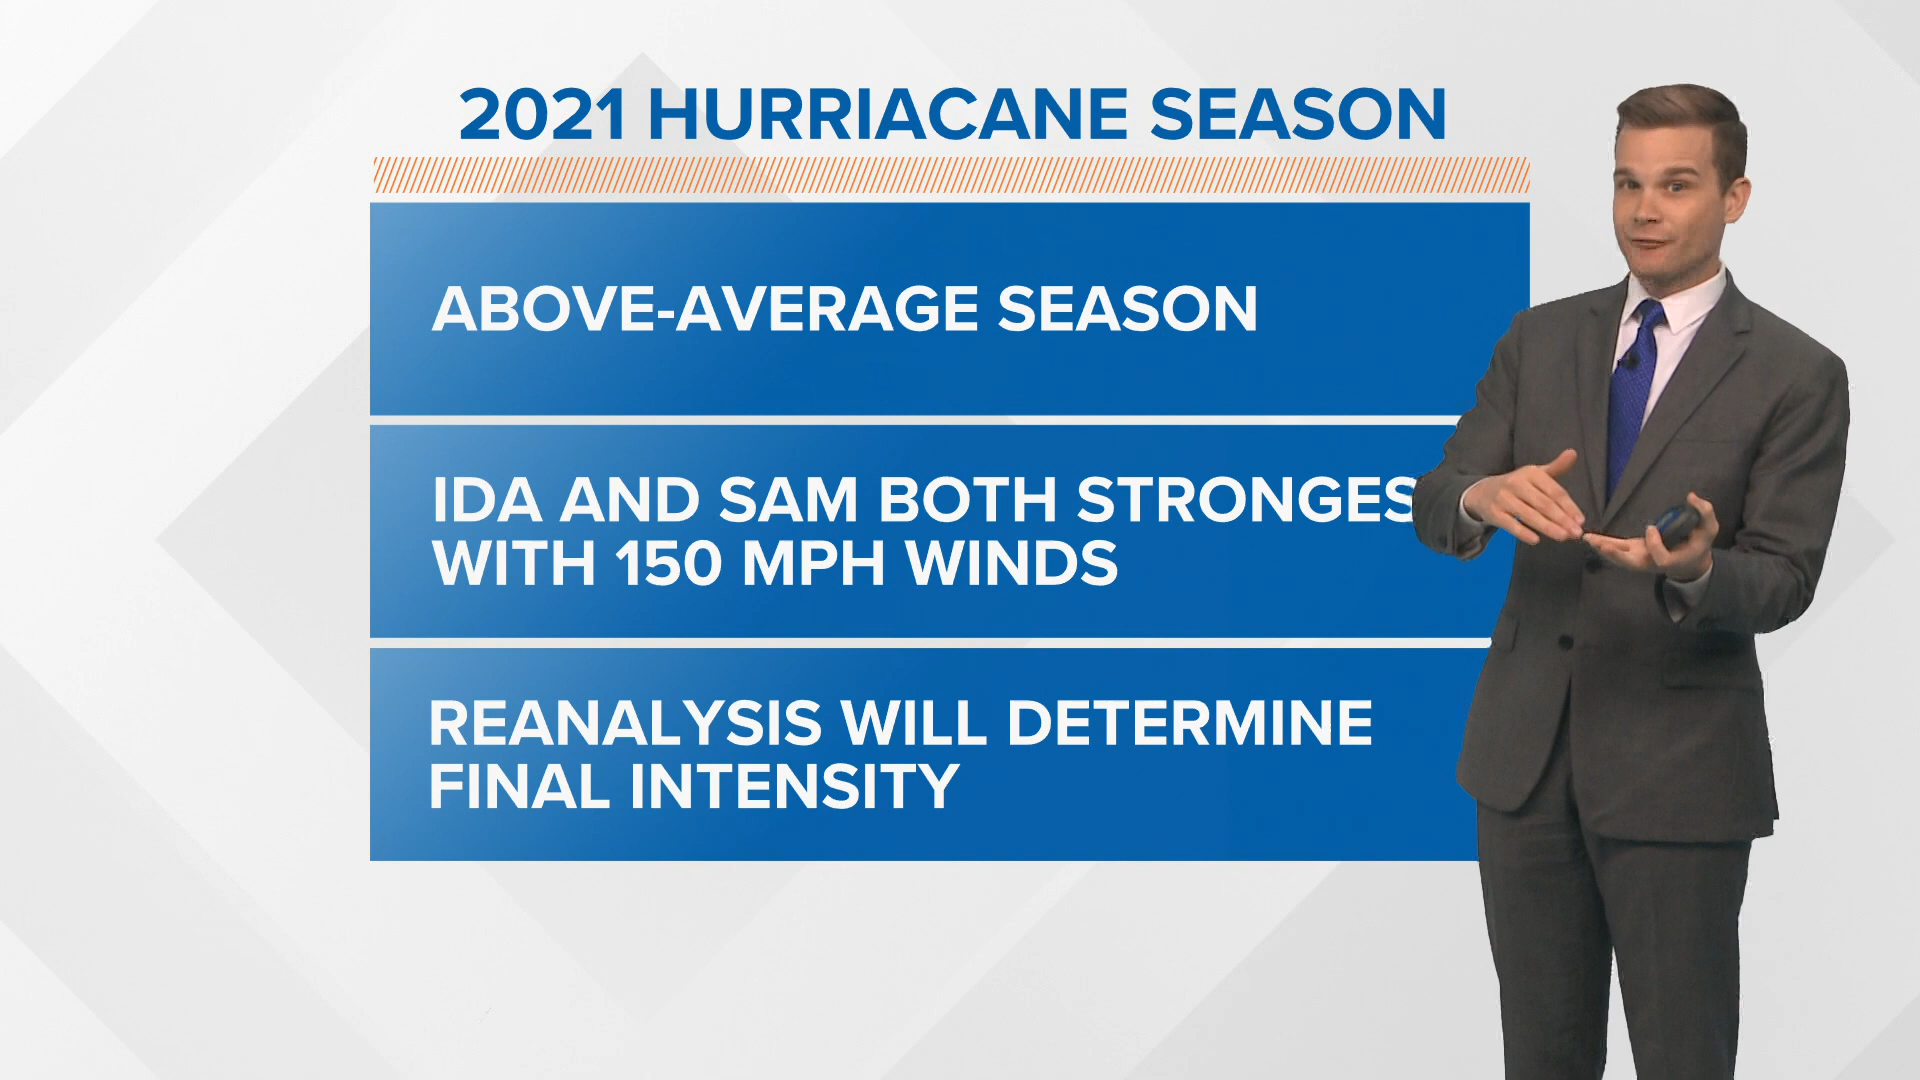 2021 HURRIACANE SEASON
ABOVE-AVERAGE SEASON
IDA AND SAM BOTH STRONGES
WITH 150 MPH WINDS
REANALYSIS WILL DETERMINE
FINAL INTENSITY